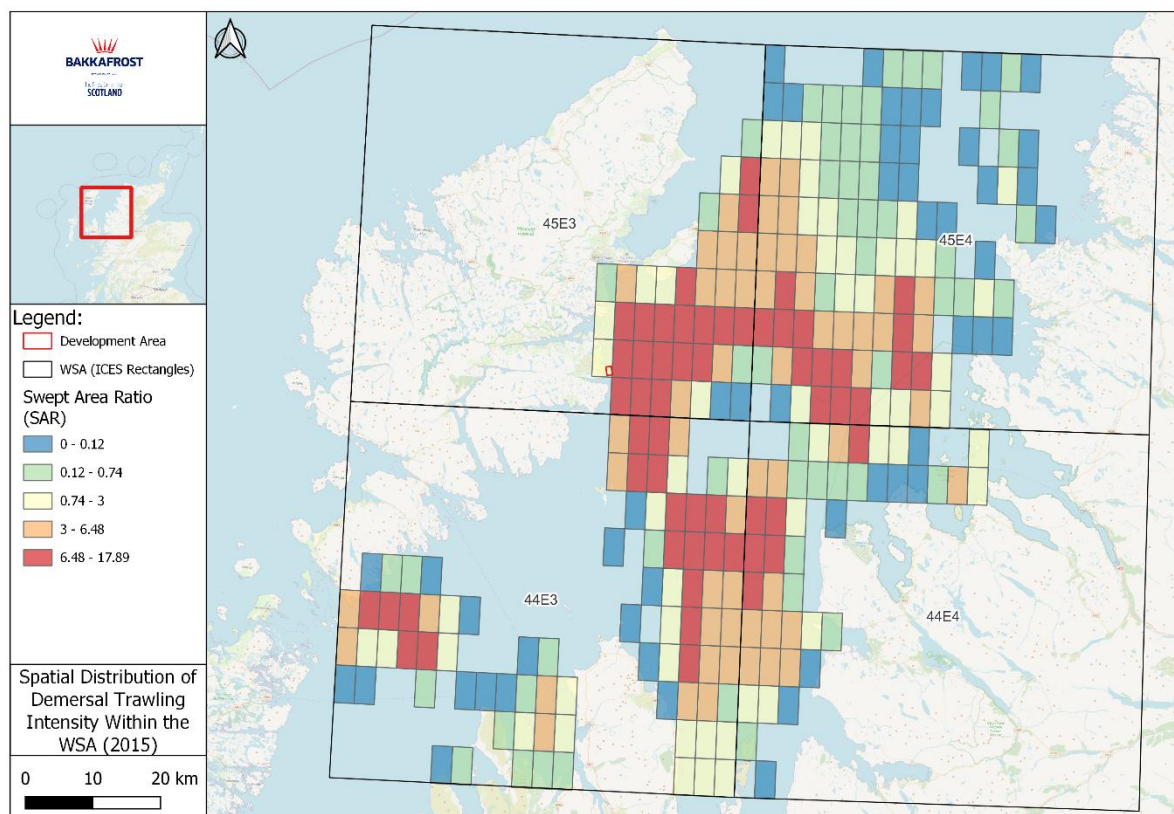 BAKKAFROST
SCOTLAND
Legend:
Development Area
WSA (ICES Rectangles)
Swept Area Ratio
(SAR)
0 - 0.12
0.12 - 0.74
0.74 - 3
3 - 6.48
6.48 - 17.89
Spatial Distribution of
Demersal Trawling
Intensity Within the
WSA (2015)
0 10 20 km
45E3
45E4
44E3
44E4